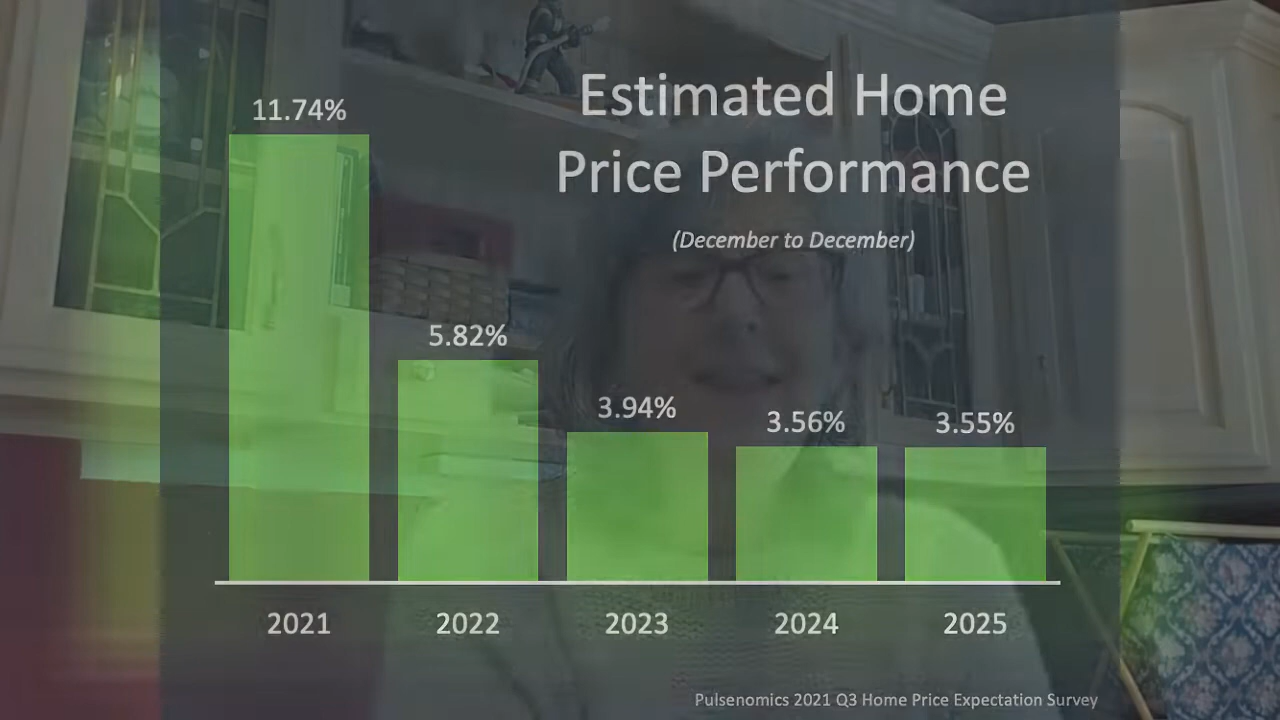 Estimated Home
Price Performance
(December to December)
11.74%
5.82%
3.94%
3.56%
3.55%
2021
2022
2023
2024
2025
Pulsenomics 2021 Q3 Home Price Expectation Survey